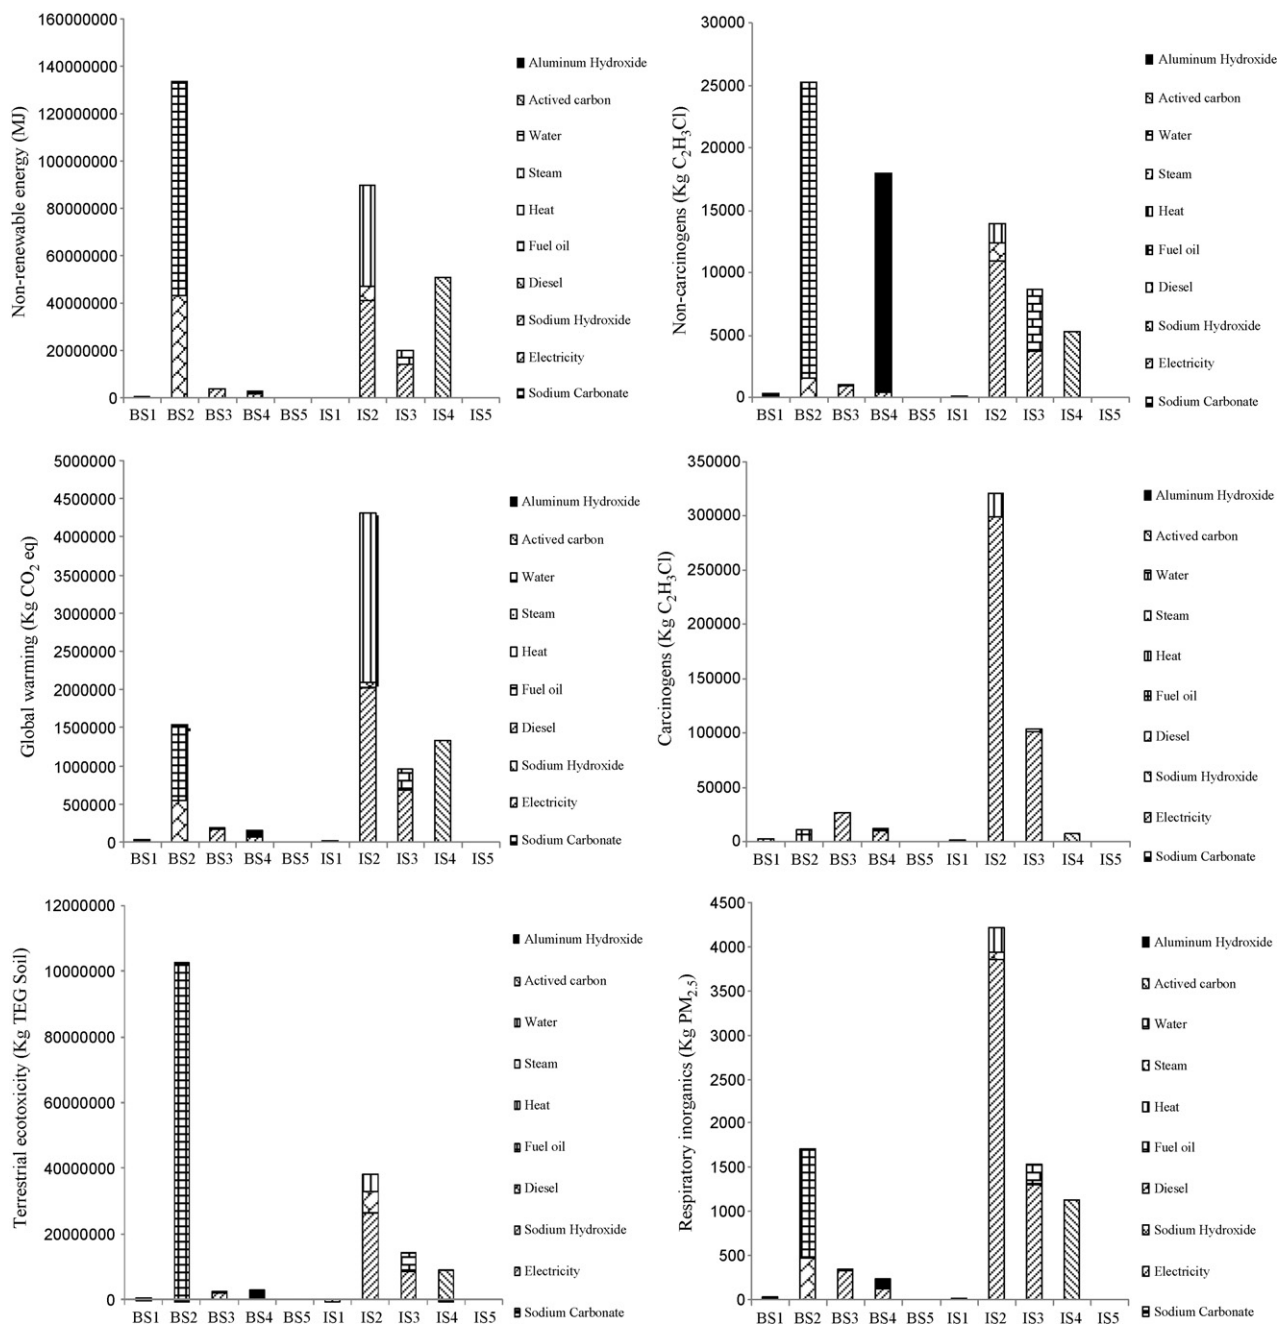 Non-renewable energy (MJ)
160000000
140000000
120000000
100000000
80000000
60000000
40000000
20000000
0
BS1 BS2 BS3 BS4 BS5 IS1 IS2 IS3 IS4 IS5
Aluminum Hydroxide
Actived carbon
Water
Steam
Heat
Fuel oil
Diesel
Sodium Hydroxide
Electricity
Sodium Carbonate
Non-carcinogens (Kg C2H3Cl)
30000
25000
20000
15000
10000
5000
0
BS1 BS2 BS3 BS4 BS5 IS1 IS2 IS3 IS4 IS5
Aluminum Hydroxide
Actived carbon
Water
Steam
Heat
Fuel oil
Diesel
Sodium Hydroxide
Electricity
Sodium Carbonate
Global warming (Kg CO2 eq)
5000000
4500000
4000000
3500000
3000000
2500000
2000000
1500000
1000000
500000
0
BS1 BS2 BS3 BS4 BS5 IS1 IS2 IS3 IS4 IS5
Aluminum Hydroxide
Actived carbon
Water
Steam
Heat
Fuel oil
Diesel
Sodium Hydroxide
Electricity
Sodium Carbonate
Carcinogens (Kg C2H3Cl)
350000
300000
250000
200000
150000
100000
50000
0
BS1 BS2 BS3 BS4 BS5 IS1 IS2 IS3 IS4 IS5
Aluminum Hydroxide
Actived carbon
Water
Steam
Heat
Fuel oil
Diesel
Sodium Hydroxide
Electricity
Sodium Carbonate
Terrestrial ecotoxicity (Kg TEG Soil)
12000000
10000000
80000000
60000000
40000000
20000000
0
BS1 BS2 BS3 BS4 BS5 IS1 IS2 IS3 IS4 IS5
Aluminum Hydroxide
Actived carbon
Water
Steam
Heat
Fuel oil
Diesel
Sodium Hydroxide
Electricity
Sodium Carbonate
Respiratory inorganics (Kg PM2.5)
4500
4000
3500
3000
2500
2000
1500
1000
500
0
BS1 BS2 BS3 BS4 BS5 IS1 IS2 IS3 IS4 IS5
Aluminum Hydroxide
Actived carbon
Water
Steam
Heat
Fuel oil
Diesel
Sodium Hydroxide
Electricity
Sodium Carbonate